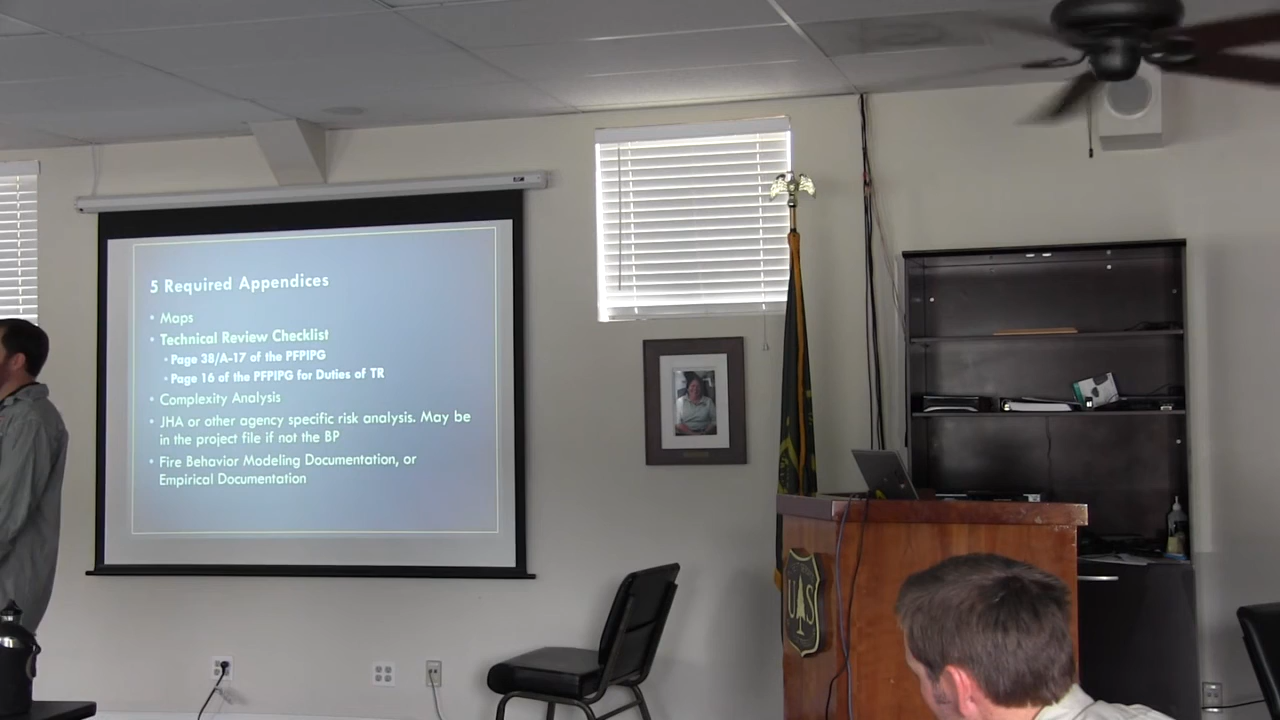 5 Required Appendices
• Maps
• Technical Review Checklist
• Page 38/A-17 of the PFPIPG
• Page 16 of the PFPIPG for Duties of TR
• Complexity Analysis
• JHA or other agency specific risk analysis. May be
in the project file if not the BP
• Fire Behavior Modeling Documentation, or
Empirical Documentation
U S